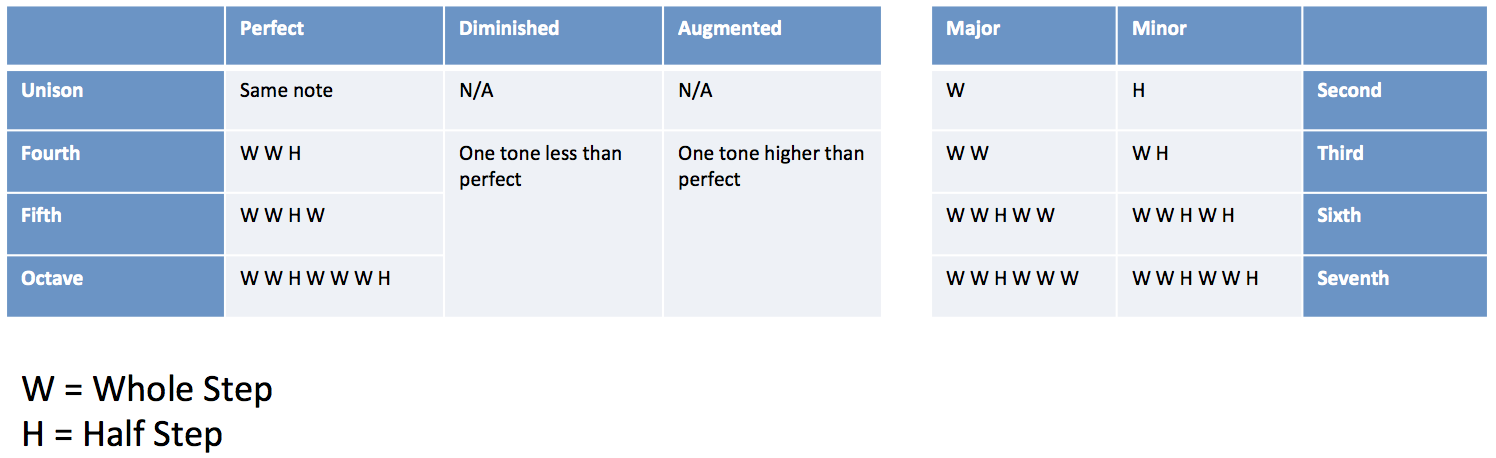 Perfect Diminished Augmented
Unison Same note N/A N/A
Fourth W W H One tone less than perfect One tone higher than perfect
Fifth W W H W
Octave W W H W W W H
Major Minor
W H Second
W W W H Third
W W H W W W W H W H Sixth
W W H W W W W W H W W H Seventh
W = Whole Step
H = Half Step